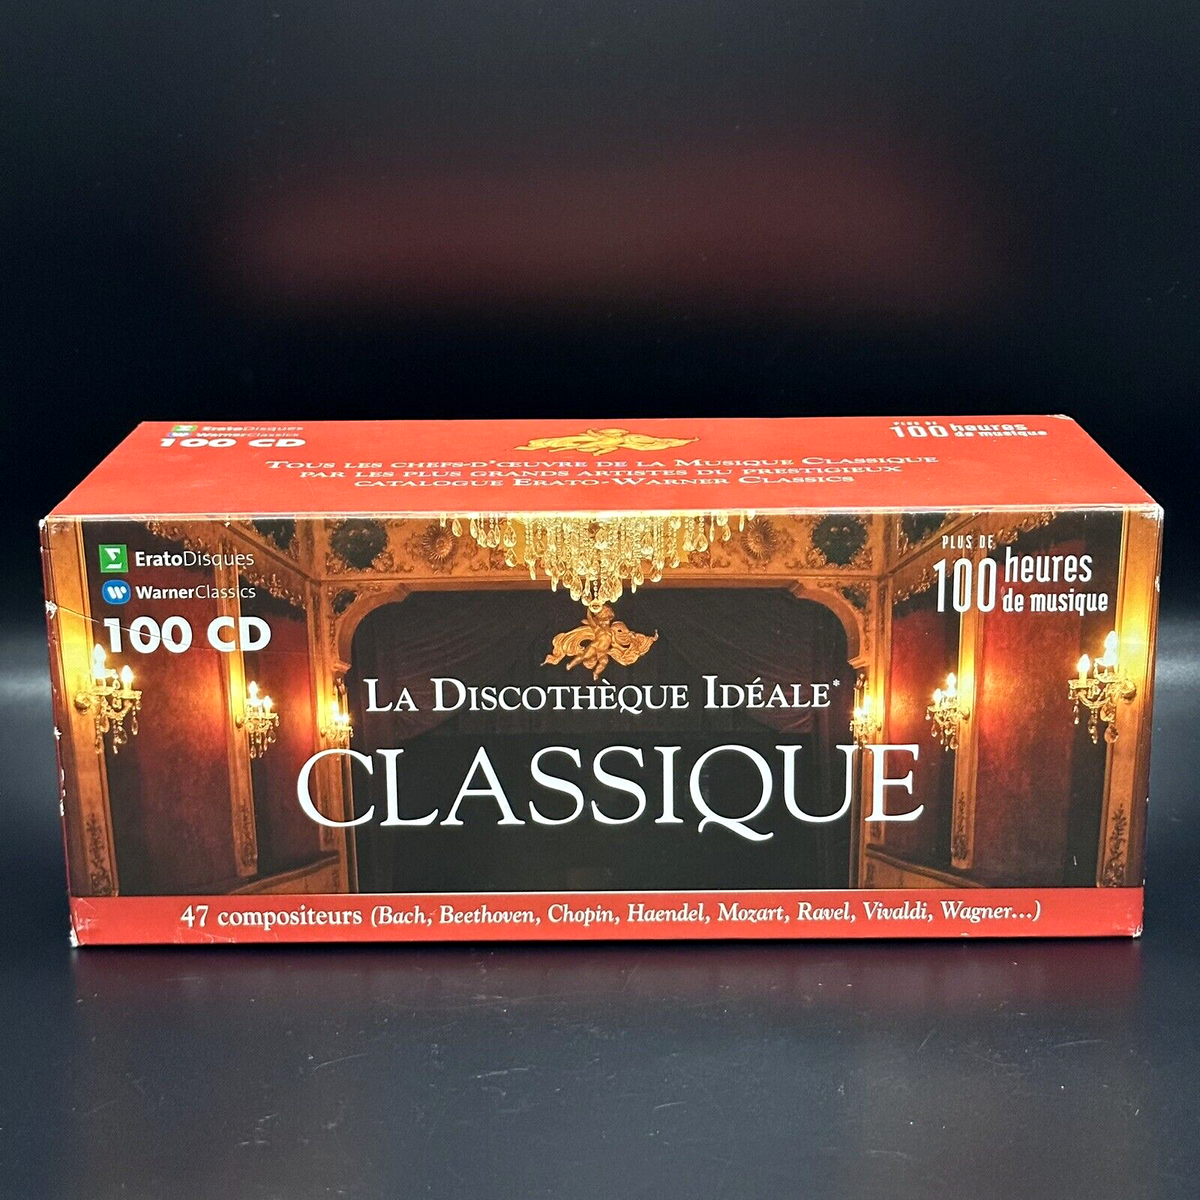 EratoDisques
WarnerClassics
100 CD
PLUS DE
100 heures
de musique
TOUS LES CHEFS-D'ŒUVRE DE LA MUSIQUE CLASSIQUE
PAR LES PLUS GRANDS ARTISTES DU PRESTIGIEUX
CATALOGUE ERATO-WARNER CLASSICS
EratoDisques
WarnerClassics
100 CD
PLUS DE
100 heures
de musique
LA DISCOTHÈQUE IDÉALE*
CLASSIQUE
47 compositeurs (Bach, Beethoven, Chopin, Haendel, Mozart, Ravel, Vivaldi, Wagner...)